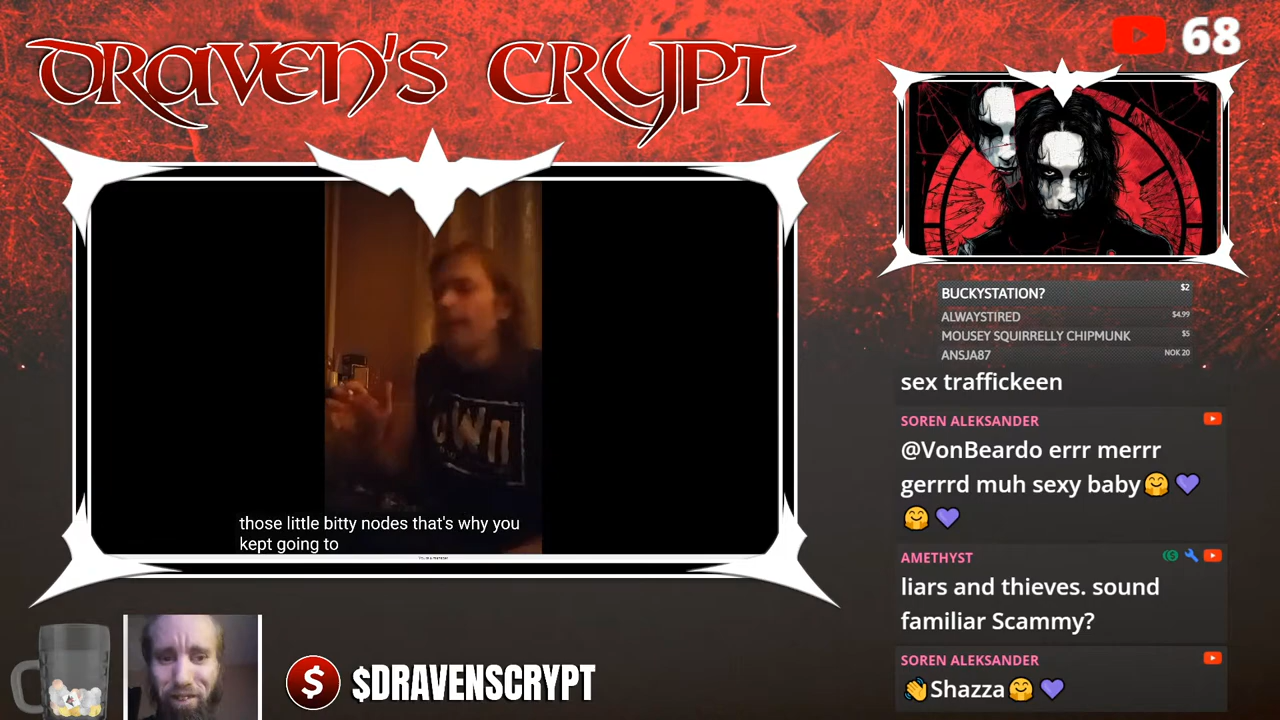 DRAVEN'S CRYPT
68
nWn
those little bitty nodes that's why you
kept going to
$ $DRAVENSCRYPT
BUCKYSTATION? $2
ALWAYSTIRED $4.99
MOUSEY SQUIRRELLY CHIPMUNK $5
ANSJA87 NOK 20
sex traffickeen
SOREN ALEKSANDER
@VonBeardo errr merrr
gerrrd muh sexy baby🤗💜
🤗💜
AMETHYST
liars and thieves. sound
familiar Scammy?
SOREN ALEKSANDER
👋Shazza🤗💜